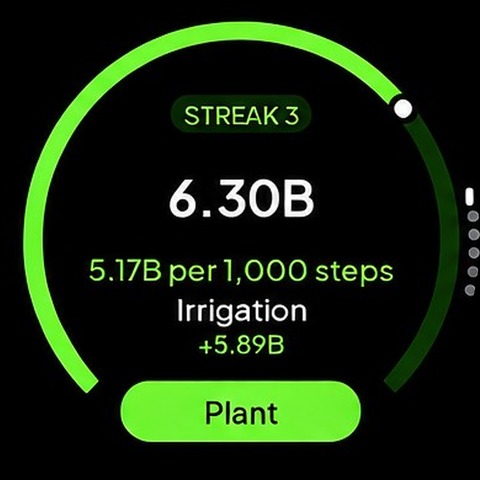 STREAK 3
6.30B
5.17B per 1,000 steps
Irrigation
+5.89B
Plant